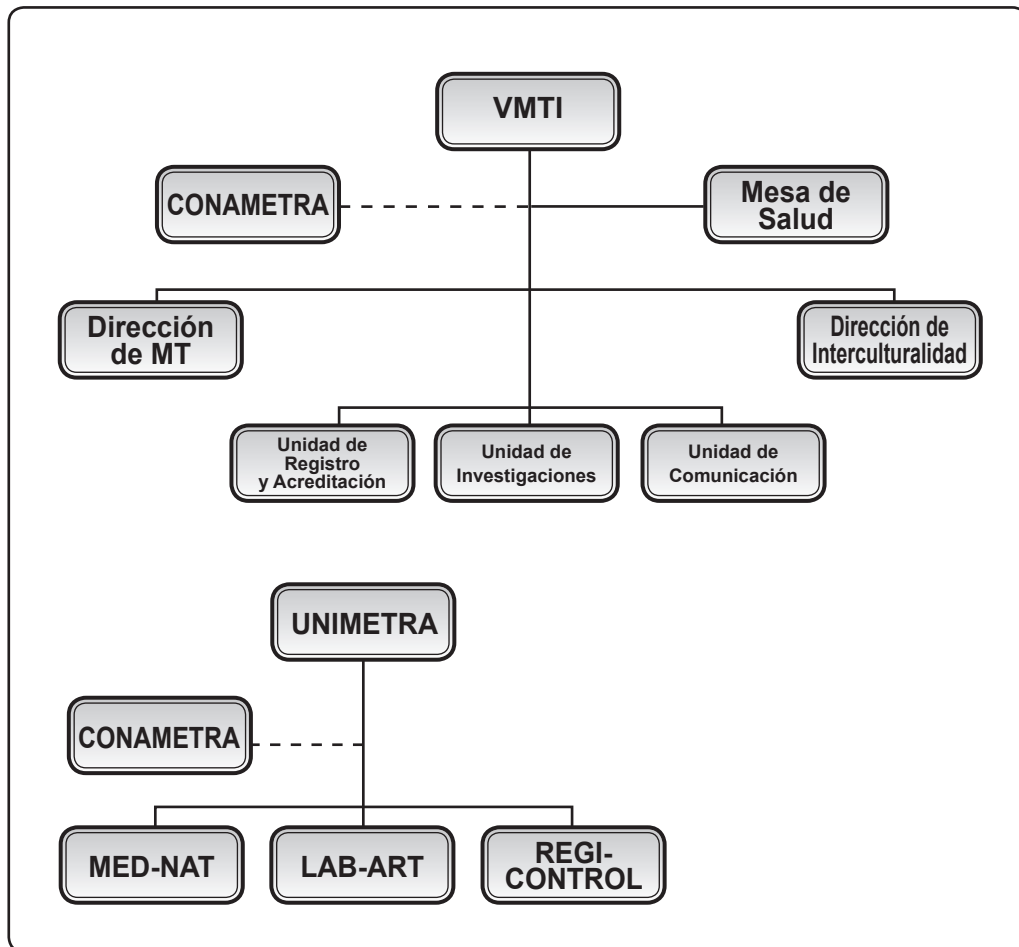 VMTI
CONAMETRA
Mesa de
Salud
Dirección
de MT
Dirección de
Interculturalidad
Unidad de
Registro
y Acreditación
Unidad de
Investigaciones
Unidad de
Comunicación
UNIMETRA
CONAMETRA
MED-NAT
LAB-ART
REGI-
CONTROL